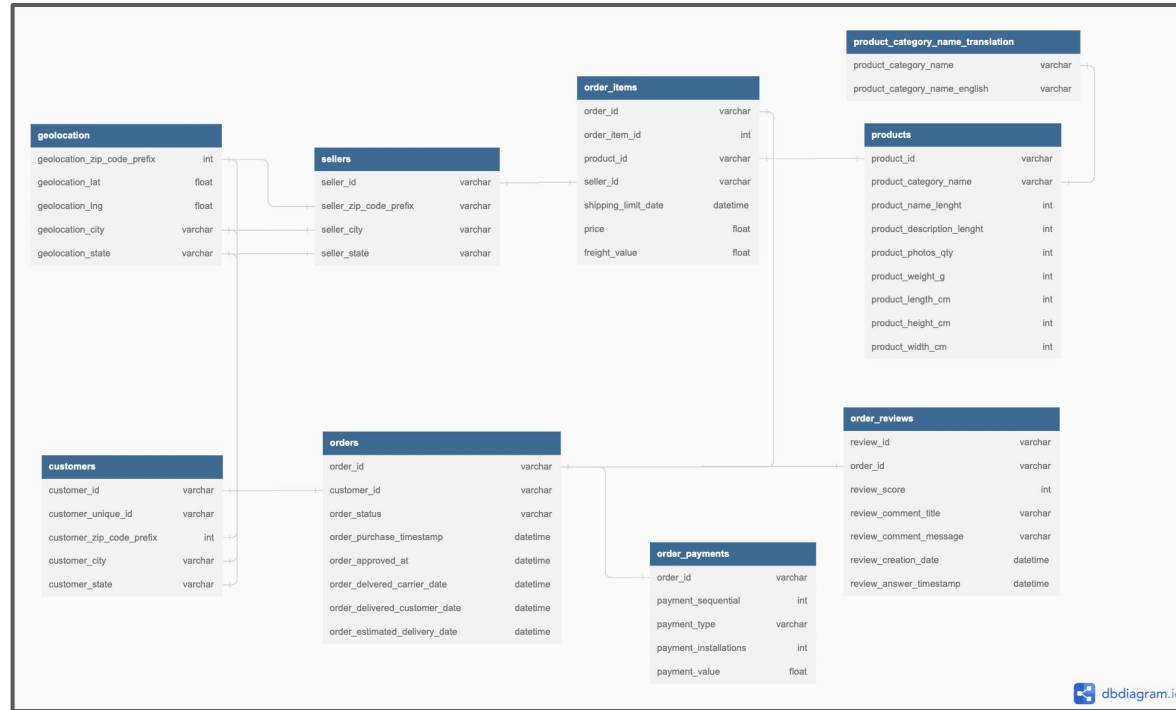 product_category_name_translation
product_category_name varchar
product_category_name_english varchar
order_items
order_id varchar
order_item_id int
product_id varchar
seller_id varchar
shipping_limit_date datetime
price float
freight_value float
geolocation
geolocation_zip_code_prefix int
geolocation_lat float
geolocation_lng float
geolocation_city varchar
geolocation_state varchar
sellers
seller_id varchar
seller_zip_code_prefix varchar
seller_city varchar
seller_state varchar
products
product_id varchar
product_category_name varchar
product_name_lenght int
product_description_lenght int
product_photos_qty int
product_weight_g int
product_length_cm int
product_height_cm int
product_width_cm int
customers
customer_id varchar
customer_unique_id varchar
customer_zip_code_prefix int
customer_city varchar
customer_state varchar
orders
order_id varchar
customer_id varchar
order_status varchar
order_purchase_timestamp datetime
order_approved_at datetime
order_delvered_carrier_date datetime
order_delivered_customer_date datetime
order_estimated_delivery_date datetime
order_reviews
review_id varchar
order_id varchar
review_score int
review_comment_title varchar
review_comment_message varchar
review_creation_date datetime
review_answer_timestamp datetime
order_payments
order_id varchar
payment_sequential int
payment_type varchar
payment_installations int
payment_value float
dbdiagram.io